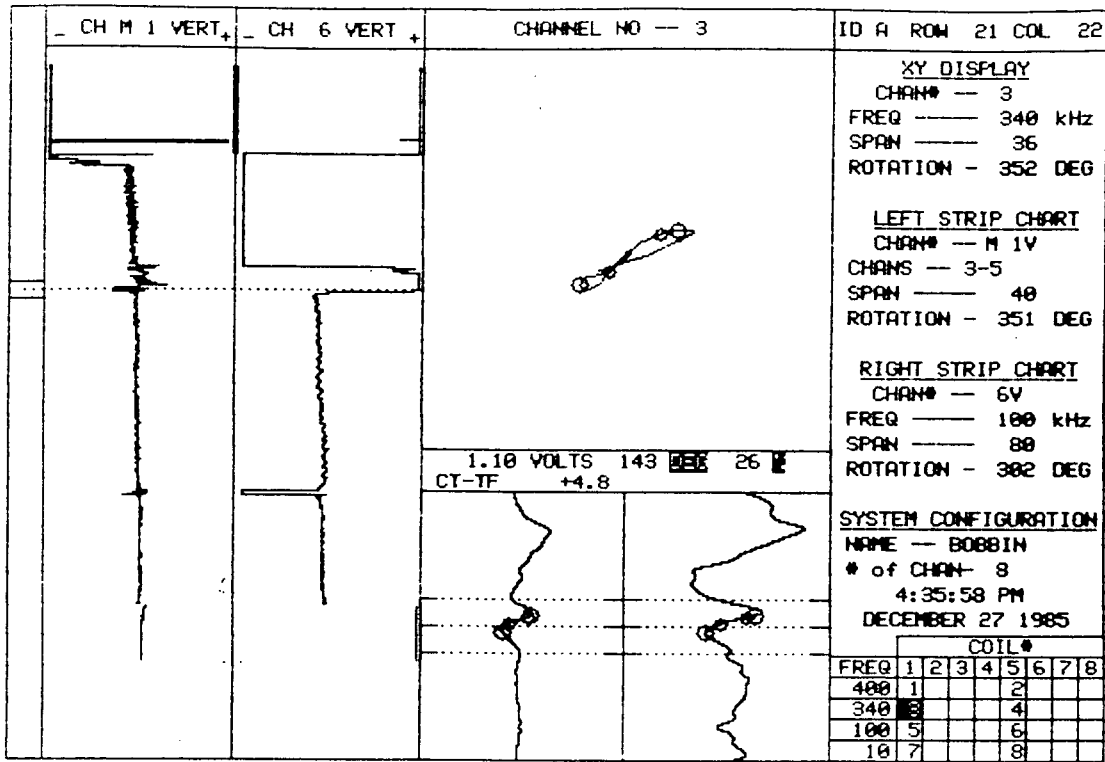 _ CH M 1 VERT +
_ CH 6 VERT +
CHANNEL NO -- 3
ID A ROW 21 COL 22
XY DISPLAY
CHAN# -- 3
FREQ ----- 340 kHz
SPAN ----- 36
ROTATION - 352 DEG
LEFT STRIP CHART
CHAN# -- M 1V
CHANS -- 3-5
SPAN ----- 40
ROTATION - 351 DEG
RIGHT STRIP CHART
CHAN# -- 6V
FREQ ----- 100 kHz
SPAN ----- 80
ROTATION - 302 DEG
1.10 VOLTS 143 26
CT-TF +4.8
SYSTEM CONFIGURATION
NAME -- BOBBIN
# of CHAN- 8
4:35:58 PM
DECEMBER 27 1985
COIL#
FREQ 1 2 3 4 5 6 7 8
400 1 2
340 3 4
100 5 6
10 7 8